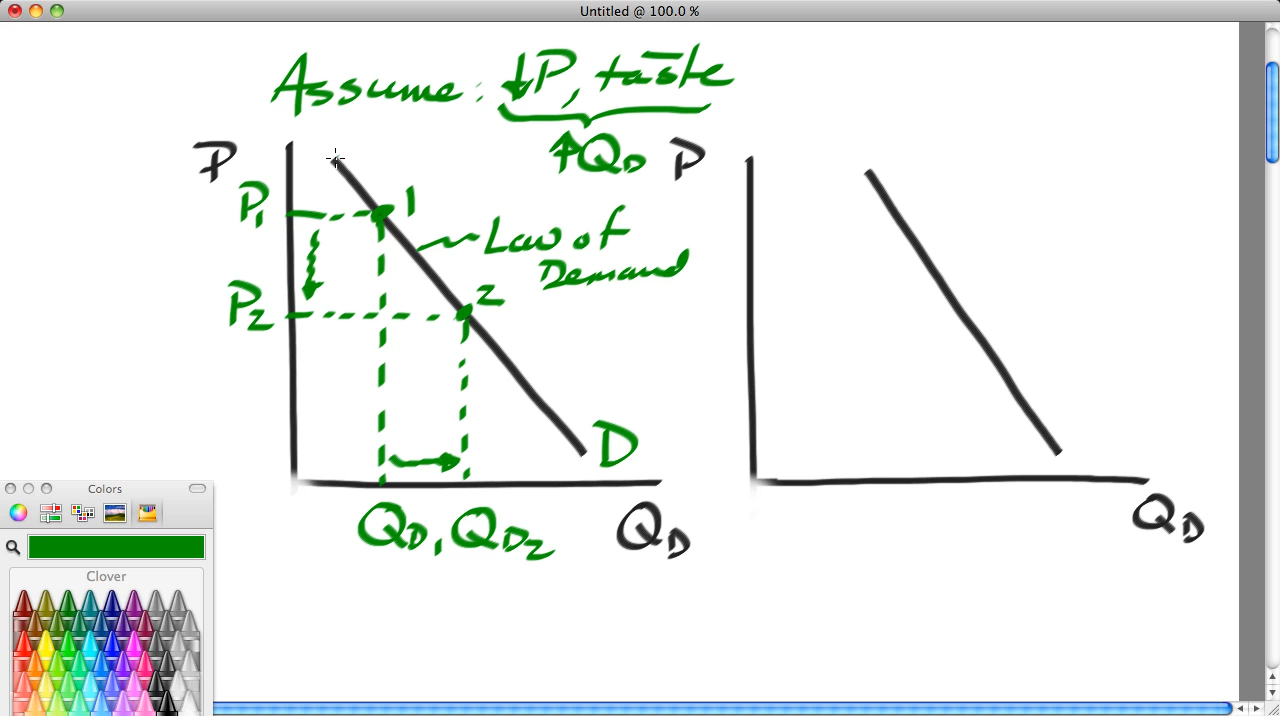 Untitled @ 100.0 %
Assume: ↓P, taste
↑QD
P
P
P1
1
Law of
Demand
P2
2
D
QD1 QD2
QD
QD
Colors
Clover